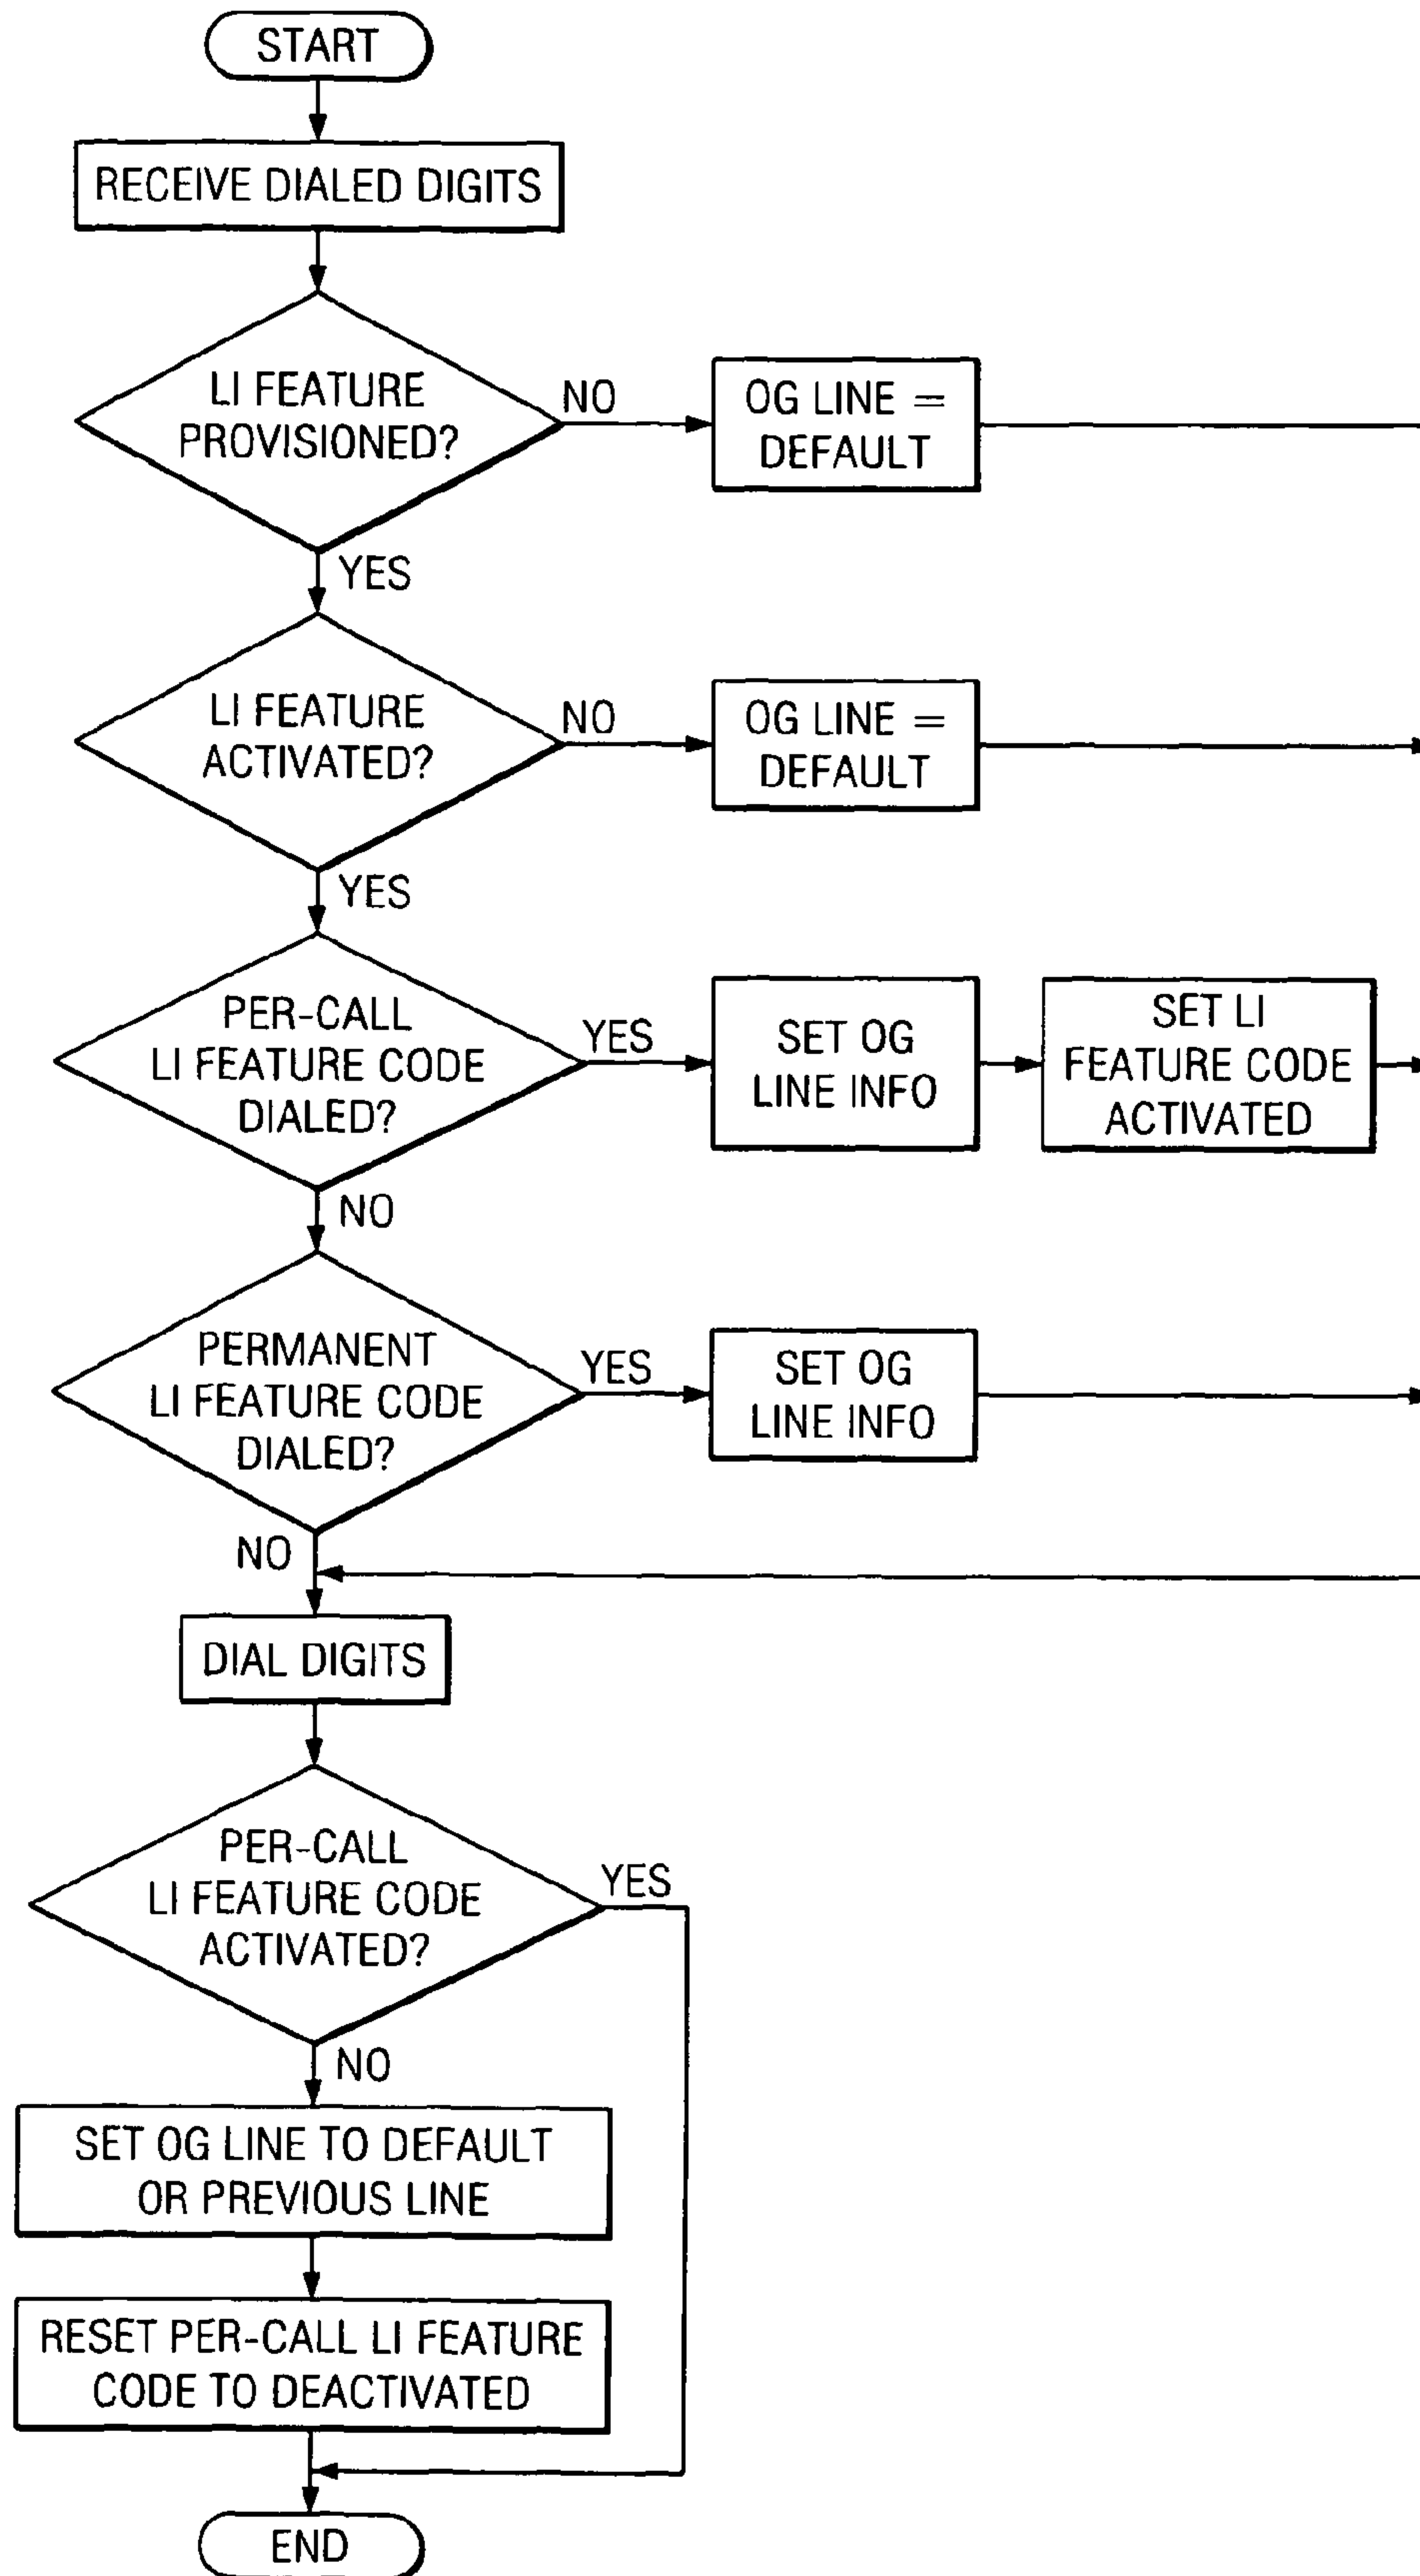 START
RECEIVE DIALED DIGITS
LI FEATURE
PROVISIONED?
NO
OG LINE =
DEFAULT
YES
LI FEATURE
ACTIVATED?
NO
OG LINE =
DEFAULT
YES
PER-CALL
LI FEATURE CODE
DIALED?
YES
SET OG
LINE INFO
SET LI
FEATURE CODE
ACTIVATED
NO
PERMANENT
LI FEATURE CODE
DIALED?
YES
SET OG
LINE INFO
NO
DIAL DIGITS
PER-CALL
LI FEATURE CODE
ACTIVATED?
YES
NO
SET OG LINE TO DEFAULT
OR PREVIOUS LINE
RESET PER-CALL LI FEATURE
CODE TO DEACTIVATED
END